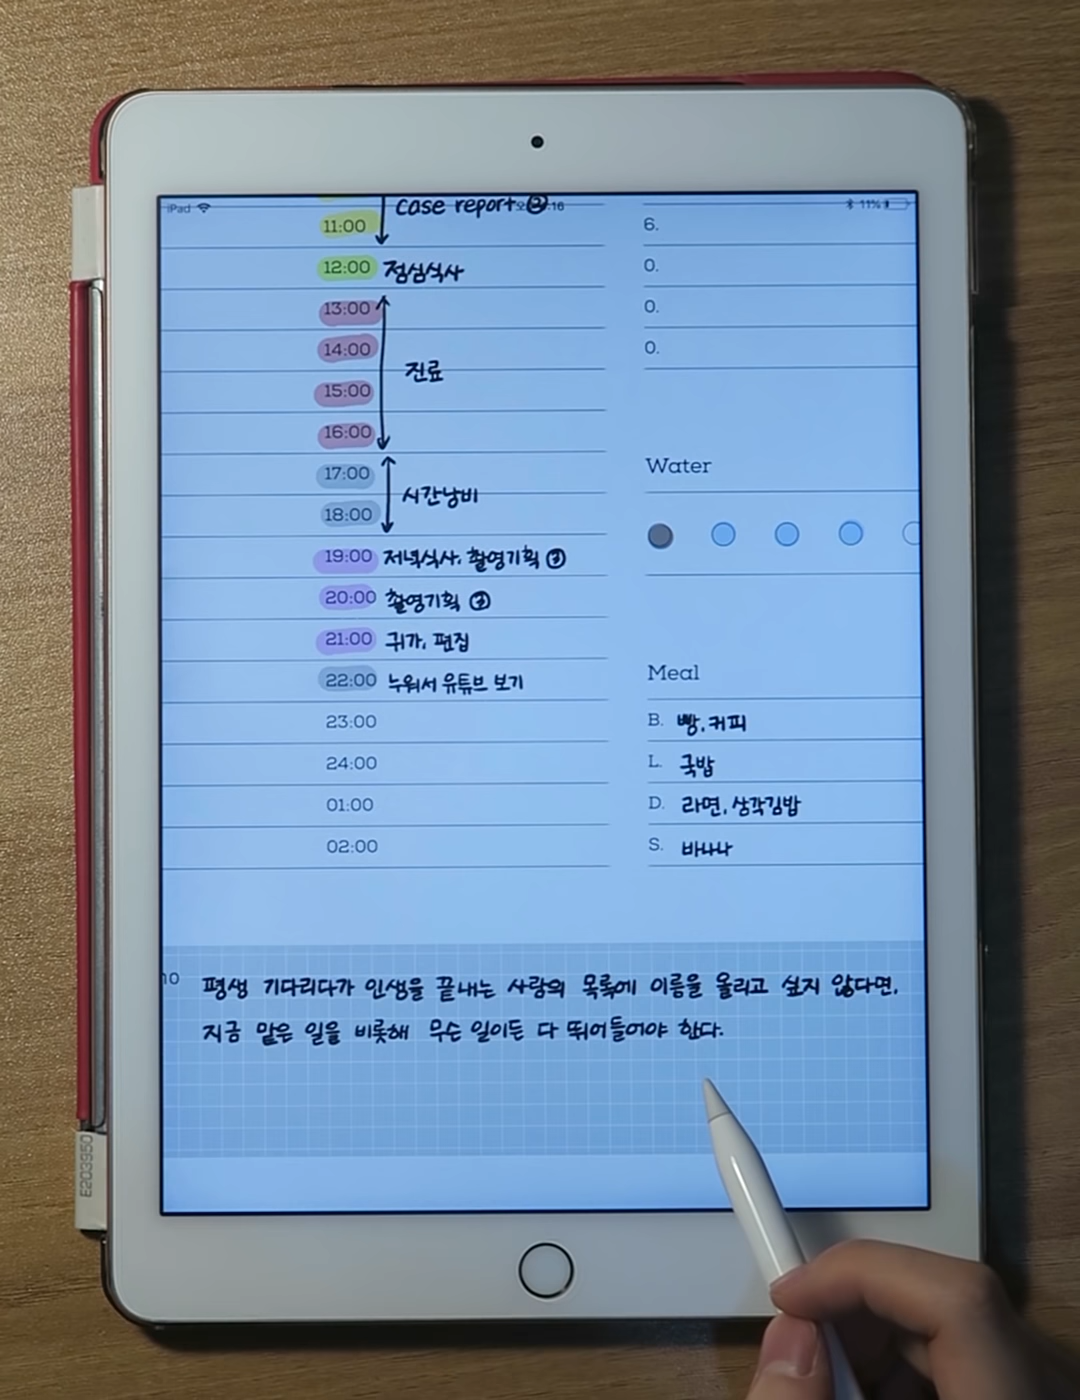 iPad 11%
case report ②
11:00
12:00 점심식사
13:00
14:00
진료
15:00
16:00
17:00
시간낭비
18:00
19:00 저녁식사, 촬영기획
20:00 촬영기획
21:00 귀가, 편집
22:00 누워서 유튜브 보기
23:00
24:00
01:00
02:00
6.
0.
0.
0.
Water
Meal
B. 빵, 커피
L. 국밥
D. 라면, 삼각김밥
S. 바나나
평생 기다리다가 인생을 끝내는 사람의 목록에 이름을 올리고 싶지 않다면,
지금 맡은 일을 비롯해 무슨 일이든 다 뛰어들어야 한다.
E203950